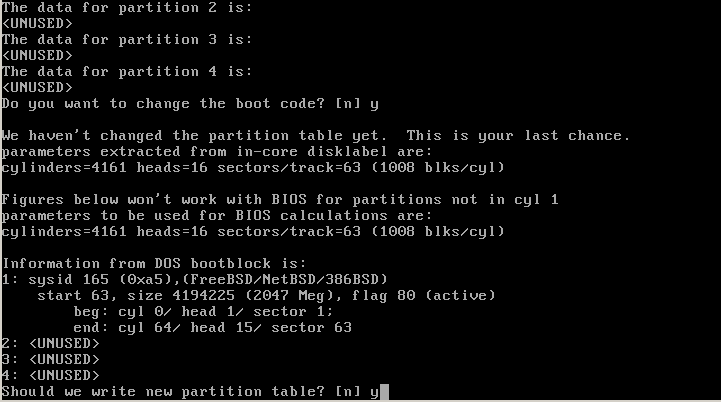 The data for partition 2 is:
<UNUSED>
The data for partition 3 is:
<UNUSED>
The data for partition 4 is:
<UNUSED>
Do you want to change the boot code? [n] y
We haven't changed the partition table yet.  This is your last chance.
parameters extracted from in-core disklabel are:
cylinders=4161 heads=16 sectors/track=63 (1008 blks/cyl)
Figures below won't work with BIOS for partitions not in cyl 1
parameters to be used for BIOS calculations are:
cylinders=4161 heads=16 sectors/track=63 (1008 blks/cyl)
Information from DOS bootblock is:
1: sysid 165 (0xa5),(FreeBSD/NetBSD/386BSD)
    start 63, size 4194225 (2047 Meg), flag 80 (active)
        beg: cyl 0/ head 1/ sector 1;
        end: cyl 64/ head 15/ sector 63
2: <UNUSED>
3: <UNUSED>
4: <UNUSED>
Should we write new partition table? [n] y